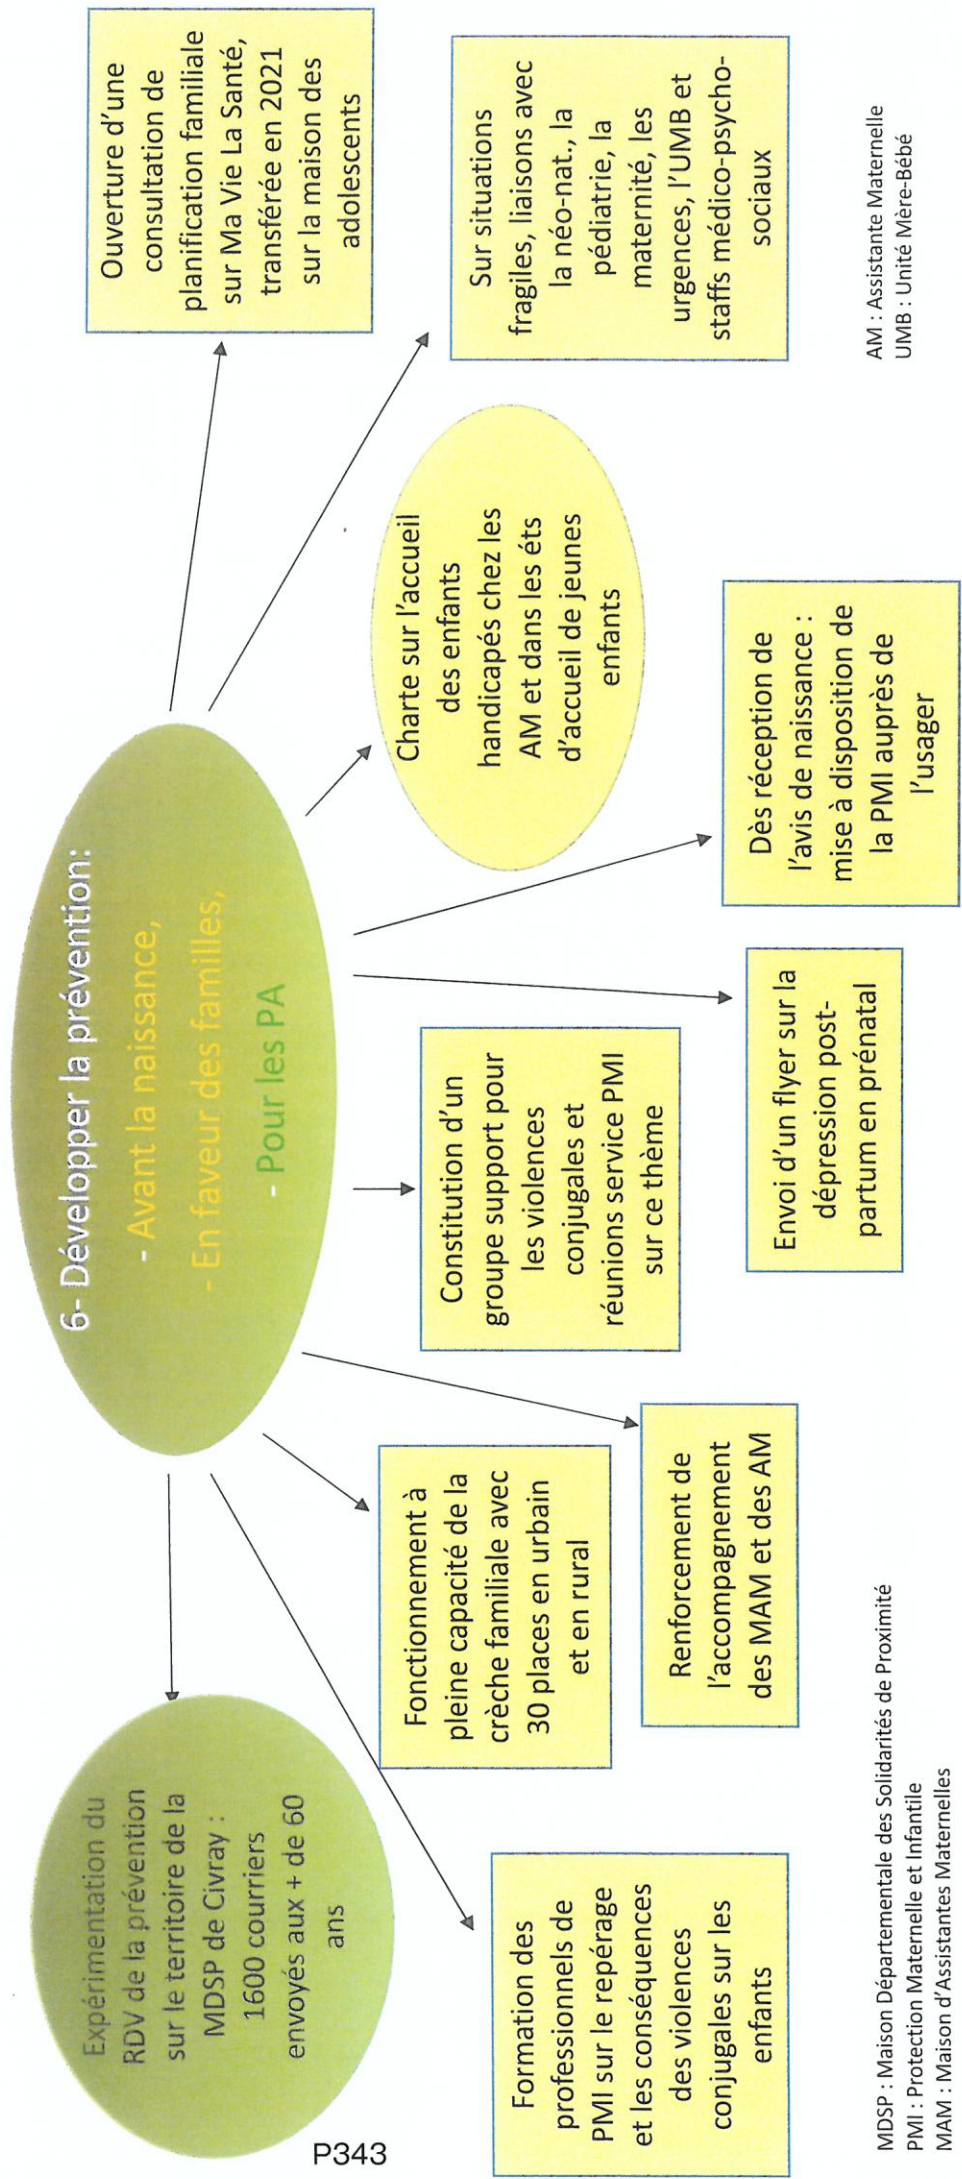 6- Développer la prévention:
- Avant la naissance,
- En faveur des familles,
- Pour les PA
Expérimentation du
RDV de la prévention
sur le territoire de la
MDSP de Civray :
1600 courriers
envoyés aux + de 60
ans
Formation des
professionnels de
PMI sur le repérage
et les conséquences
des violences
conjugales sur les
enfants
Fonctionnement à
pleine capacité de la
crèche familiale avec
30 places en urbain
et en rural
Renforcement de
l'accompagnement
des MAM et des AM
Constitution d'un
groupe support pour
les violences
conjugales et
réunions service PMI
sur ce thème
Envoi d'un flyer sur la
dépression post-
partum en prénatal
Dès réception de
l'avis de naissance :
mise à disposition de
la PMI auprès de
l'usager
Charte sur l'accueil
des enfants
handicapés chez les
AM et dans les éts
d'accueil de jeunes
enfants
Ouverture d'une
consultation de
planification familiale
sur Ma Vie La Santé,
transférée en 2021
sur la maison des
adolescents
Sur situations
fragiles, liaisons avec
la néo-nat., la
pédiatrie, la
maternité, les
urgences, l'UMB et
staffs médico-psycho-
sociaux
MDSP : Maison Départementale des Solidarités de Proximité
PMI : Protection Maternelle et Infantile
MAM : Maison d'Assistantes Maternelles
AM : Assistante Maternelle
UMB : Unité Mère-Bébé
P343